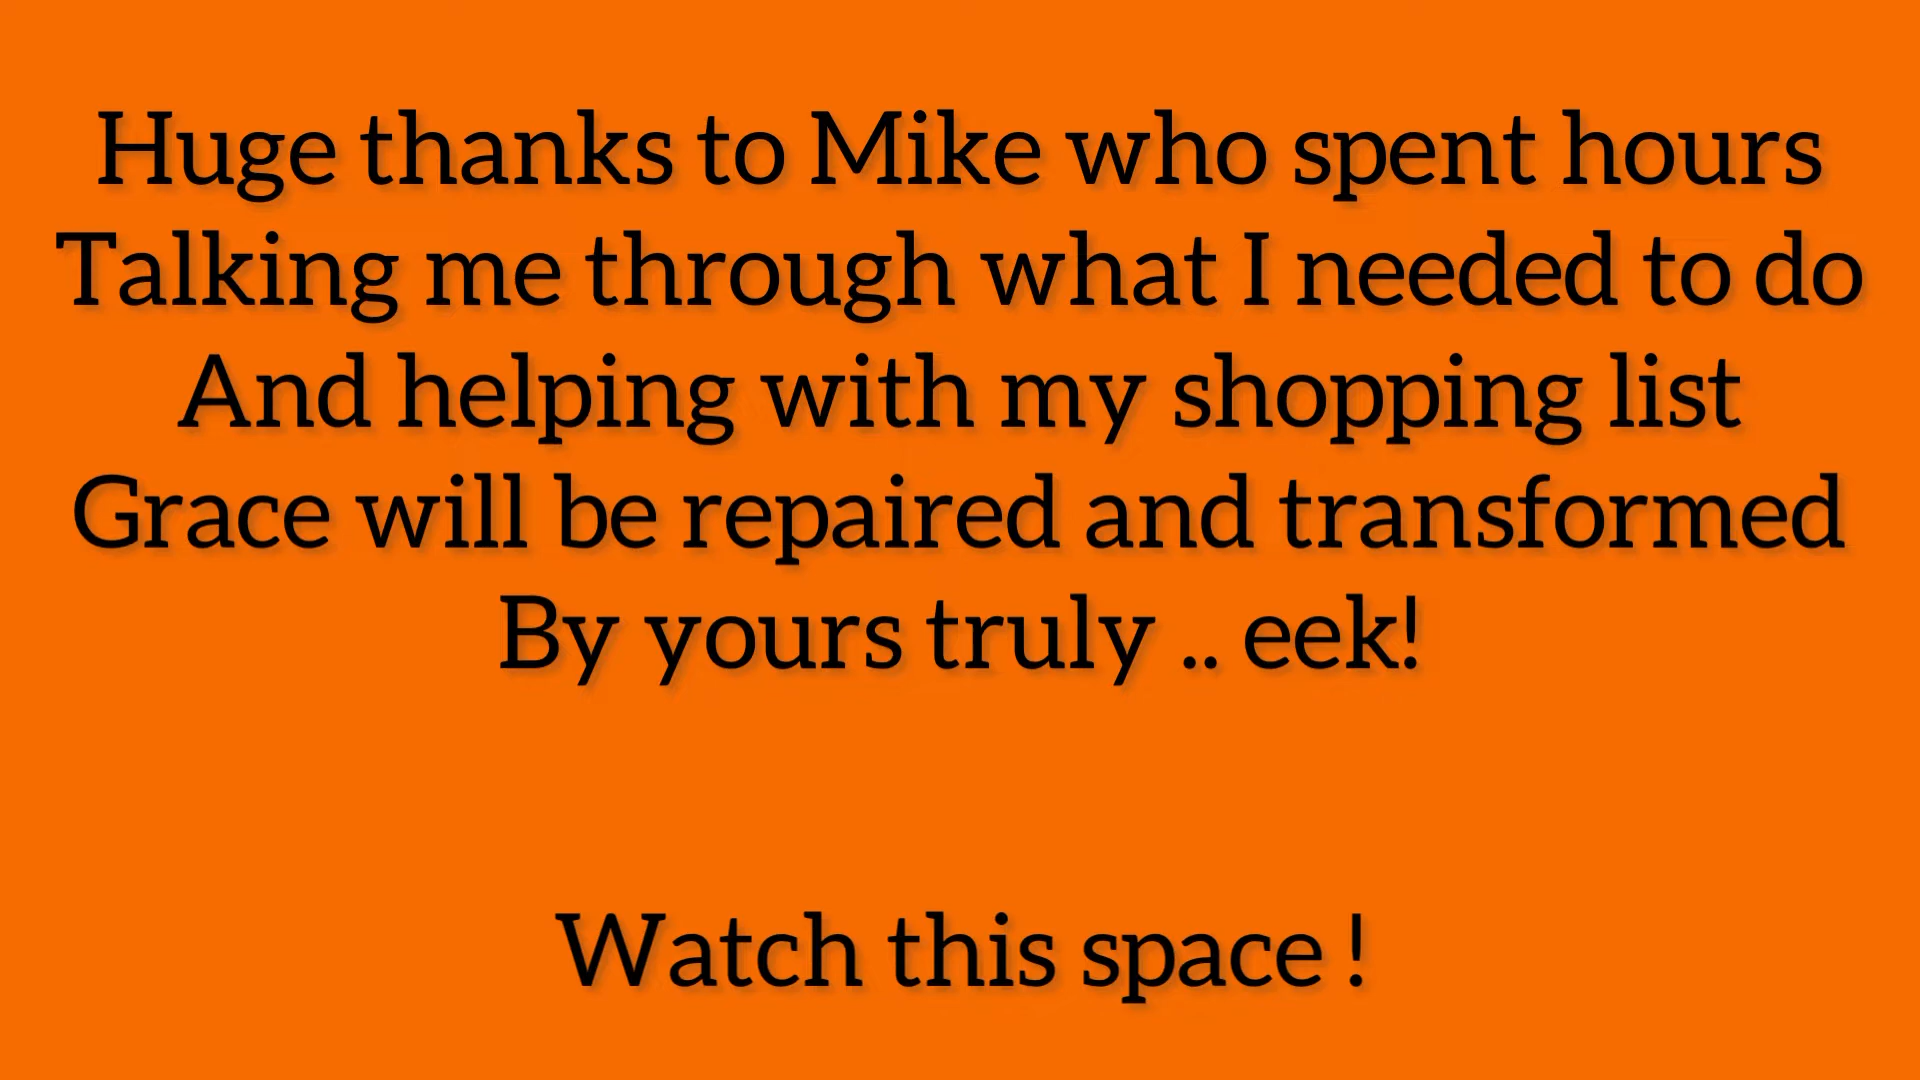 Huge thanks to Mike who spent hours
Talking me through what I needed to do
And helping with my shopping list
Grace will be repaired and transformed
By yours truly .. eek!
Watch this space !